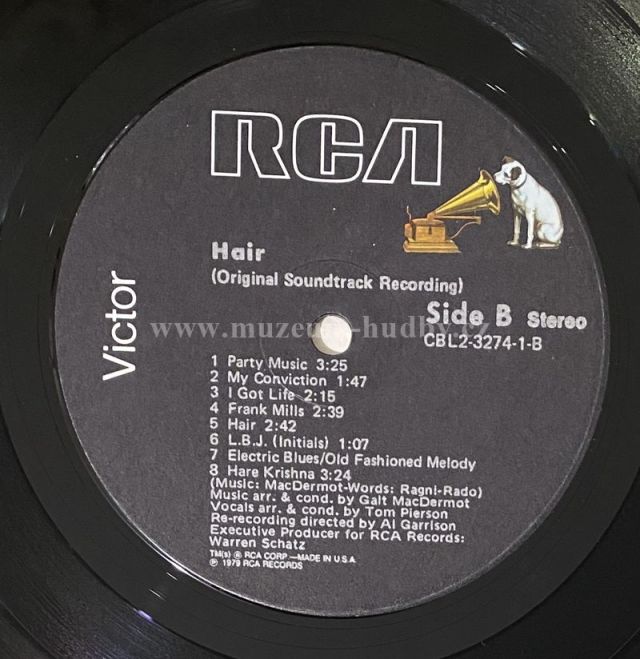 RCA
Victor
Hair
(Original Soundtrack Recording)
Side B Stereo
www.muzeum-hudby.cz
CBL2-3274-1-B
1 Party Music 3:25
2 My Conviction 1:47
3 I Got Life 2:15
4 Frank Mills 2:39
5 Hair 2:42
6 L.B.J. (Initials) 1:07
7 Electric Blues/Old Fashioned Melody
8 Hare Krishna 3:24
(Music: MacDermot-Words: Ragni-Rado)
Music arr. & cond. by Galt MacDermot
Vocals arr. & cond. by Tom Pierson
Re-recording directed by Al Garrison
Executive Producer for RCA Records:
Warren Schatz
TM(s) ® RCA CORP.—MADE IN U.S.A
℗ 1979 RCA RECORDS